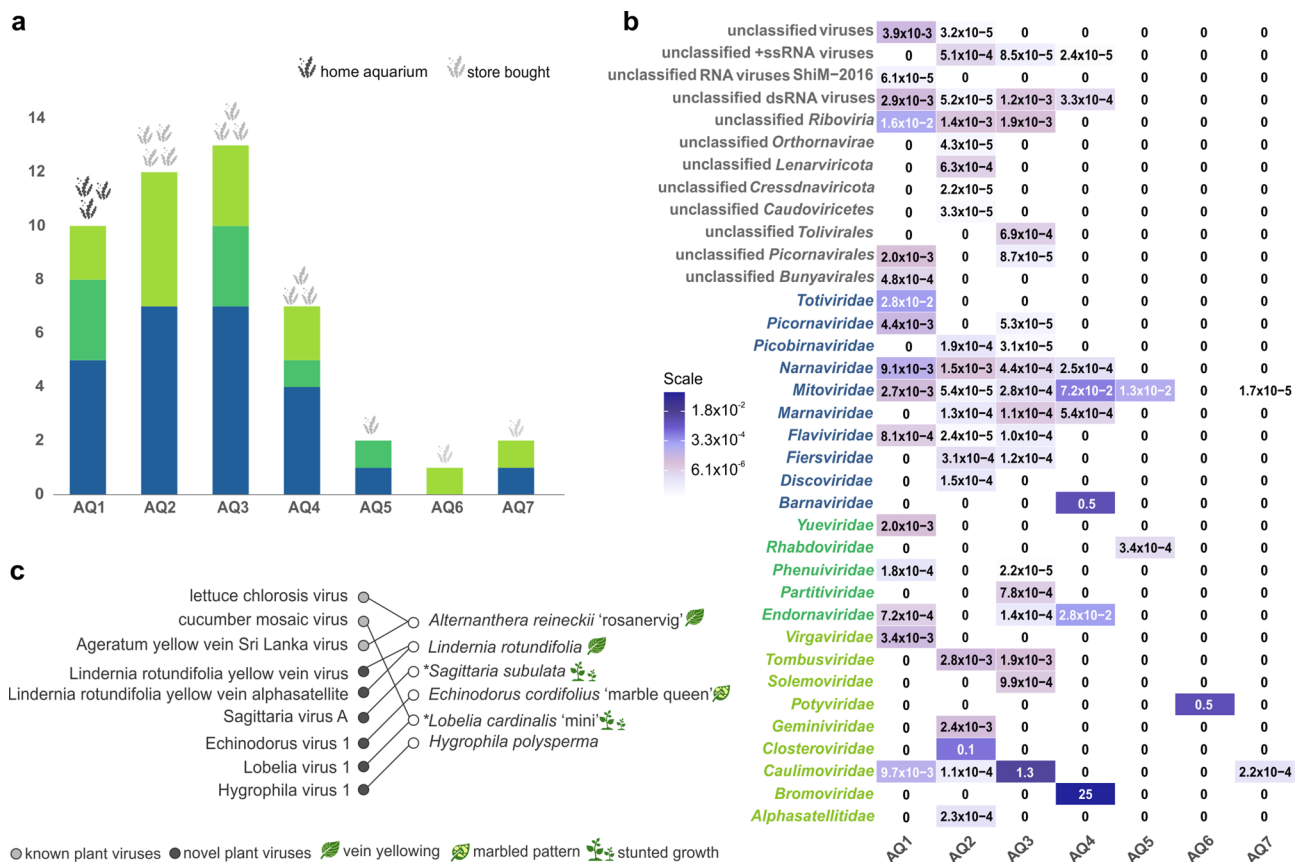 a
home aquarium store bought
14
12
10
8
6
4
2
0
AQ1 AQ2 AQ3 AQ4 AQ5 AQ6 AQ7
b
unclassified viruses 3.9x10-3 3.2x10−5 0 0 0 0 0
unclassified +ssRNA viruses 0 5.1x10−4 8.5x10−5 2.4x10−5 0 0 0
unclassified RNA viruses ShiM−2016 6.1x10−5 0 0 0 0 0 0
unclassified dsRNA viruses 2.9x10−3 5.2x10−5 1.2x10−3 3.3x10−4 0 0 0
unclassified Riboviria 1.6x10−2 1.4x10−3 1.9x10−3 0 0 0 0
unclassified Orthornavirae 0 4.3x10−5 0 0 0 0 0
unclassified Lenarviricota 0 6.3x10−4 0 0 0 0 0
unclassified Cressdnaviricota 0 2.2x10−5 0 0 0 0 0
unclassified Caudoviricetes 0 3.3x10−5 0 0 0 0 0
unclassified Tolivirales 0 0 6.9x10−4 0 0 0 0
unclassified Picornavirales 2.0x10−3 0 8.7x10−5 0 0 0 0
unclassified Bunyavirales 4.8x10−4 0 0 0 0 0 0
Totiviridae 2.8x10−2 0 0 0 0 0 0
Picornaviridae 4.4x10−3 0 5.3x10−5 0 0 0 0
Picobirnaviridae 0 1.9x10−4 3.1x10−5 0 0 0 0
Narnaviridae 9.1x10−3 1.5x10−3 4.4x10−4 2.5x10−4 0 0 0
Mitoviridae 2.7x10−3 5.4x10−5 2.8x10−4 7.2x10−2 1.3x10−2 0 1.7x10−5
Marnaviridae 0 1.3x10−4 1.1x10−4 5.4x10−4 0 0 0
Flaviviridae 8.1x10−4 2.4x10−5 1.0x10−4 0 0 0 0
Fiersviridae 0 3.1x10−4 1.2x10−4 0 0 0 0
Discoviridae 0 1.5x10−4 0 0 0 0 0
Barnaviridae 0 0 0 0.5 0 0 0
Yueviridae 2.0x10−3 0 0 0 0 0 0
Rhabdoviridae 0 0 0 0 3.4x10−4 0 0
Phenuiviridae 1.8x10−4 0 2.2x10−5 0 0 0 0
Partitiviridae 0 0 7.8x10−4 0 0 0 0
Endornaviridae 7.2x10−4 0 1.4x10−4 2.8x10−2 0 0 0
Virgaviridae 3.4x10−3 0 0 0 0 0 0
Tombusviridae 0 2.8x10−3 1.9x10−3 0 0 0 0
Solemoviridae 0 0 9.9x10−4 0 0 0 0
Potyviridae 0 0 0 0 0 0.5 0
Geminiviridae 0 2.4x10−3 0 0 0 0 0
Closteroviridae 0 0.1 0 0 0 0 0
Caulimoviridae 9.7x10−3 1.1x10−4 1.3 0 0 0 2.2x10−4
Bromoviridae 0 0 0 25 0 0 0
Alphasatellitidae 0 2.3x10−4 0 0 0 0 0
AQ1 AQ2 AQ3 AQ4 AQ5 AQ6 AQ7
Scale
1.8x10⁻²
3.3x10⁻⁴
6.1x10⁻⁶
c
lettuce chlorosis virus
cucumber mosaic virus
Ageratum yellow vein Sri Lanka virus
Lindernia rotundifolia yellow vein virus
Lindernia rotundifolia yellow vein alphasatellite
Sagittaria virus A
Echinodorus virus 1
Lobelia virus 1
Hygrophila virus 1
Alternanthera reineckii ‘rosanervig’
Lindernia rotundifolia
*Sagittaria subulata
Echinodorus cordifolius ‘marble queen’
*Lobelia cardinalis ‘mini’
Hygrophila polysperma
known plant viruses novel plant viruses vein yellowing marbled pattern stunted growth